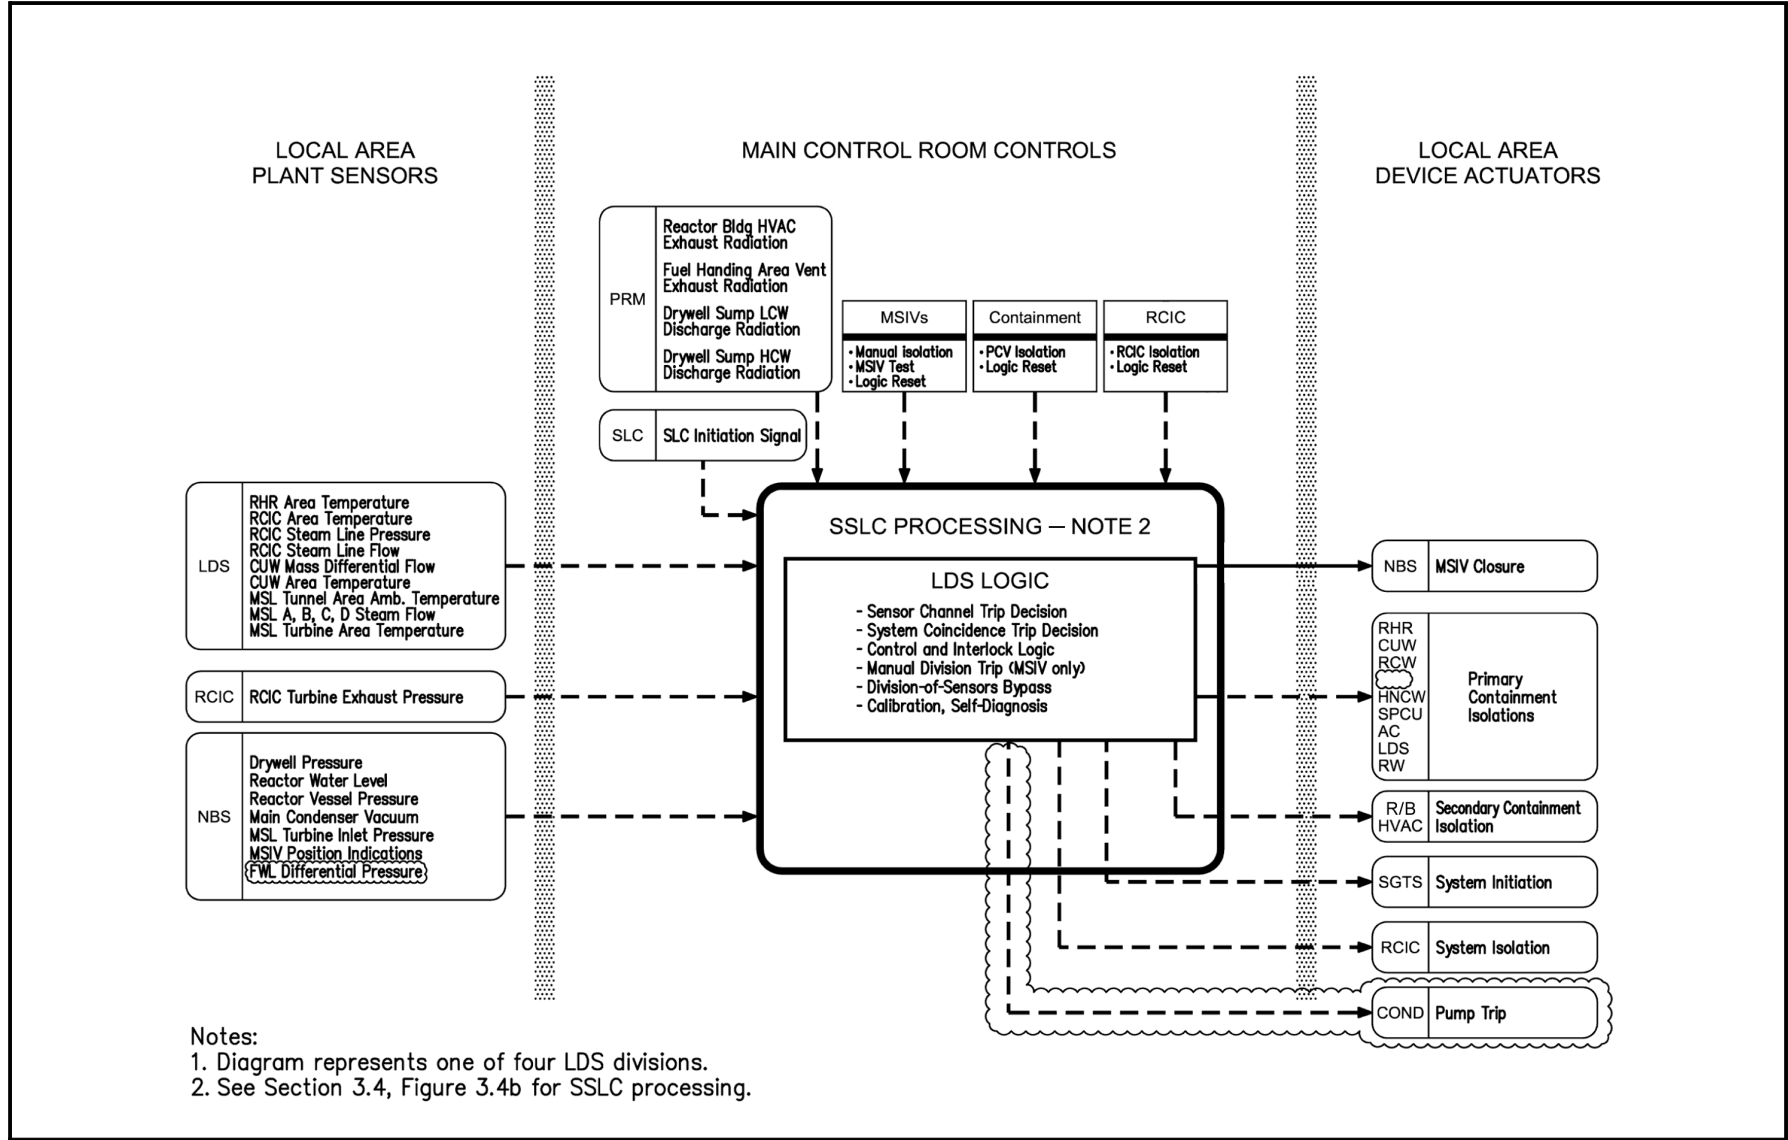 LOCAL AREA
PLANT SENSORS
MAIN CONTROL ROOM CONTROLS
LOCAL AREA
DEVICE ACTUATORS
PRM
Reactor Bldg HVAC
Exhaust Radiation
Fuel Handing Area Vent
Exhaust Radiation
Drywell Sump LCW
Discharge Radiation
Drywell Sump HCW
Discharge Radiation
MSIVs
• Manual isolation
• MSIV Test
• Logic Reset
Containment
• PCV Isolation
• Logic Reset
RCIC
• RCIC Isolation
• Logic Reset
SLC
SLC Initiation Signal
LDS
RHR Area Temperature
RCIC Area Temperature
RCIC Steam Line Pressure
RCIC Steam Line Flow
CUW Mass Differential Flow
CUW Area Temperature
MSL Tunnel Area Amb. Temperature
MSL A, B, C, D Steam Flow
MSL Turbine Area Temperature
RCIC
RCIC Turbine Exhaust Pressure
NBS
Drywell Pressure
Reactor Water Level
Reactor Vessel Pressure
Main Condenser Vacuum
MSL Turbine Inlet Pressure
MSIV Position Indications
FWL Differential Pressure
SSLC PROCESSING — NOTE 2
LDS LOGIC
- Sensor Channel Trip Decision
- System Coincidence Trip Decision
- Control and Interlock Logic
- Manual Division Trip (MSIV only)
- Division-of-Sensors Bypass
- Calibration, Self-Diagnosis
NBS
MSIV Closure
RHR
CUW
RCW
HNCW
SPCU
AC
LDS
RW
Primary
Containment
Isolations
R/B
HVAC
Secondary Containment
Isolation
SGTS
System Initiation
RCIC
System Isolation
COND
Pump Trip
Notes:
1. Diagram represents one of four LDS divisions.
2. See Section 3.4, Figure 3.4b for SSLC processing.